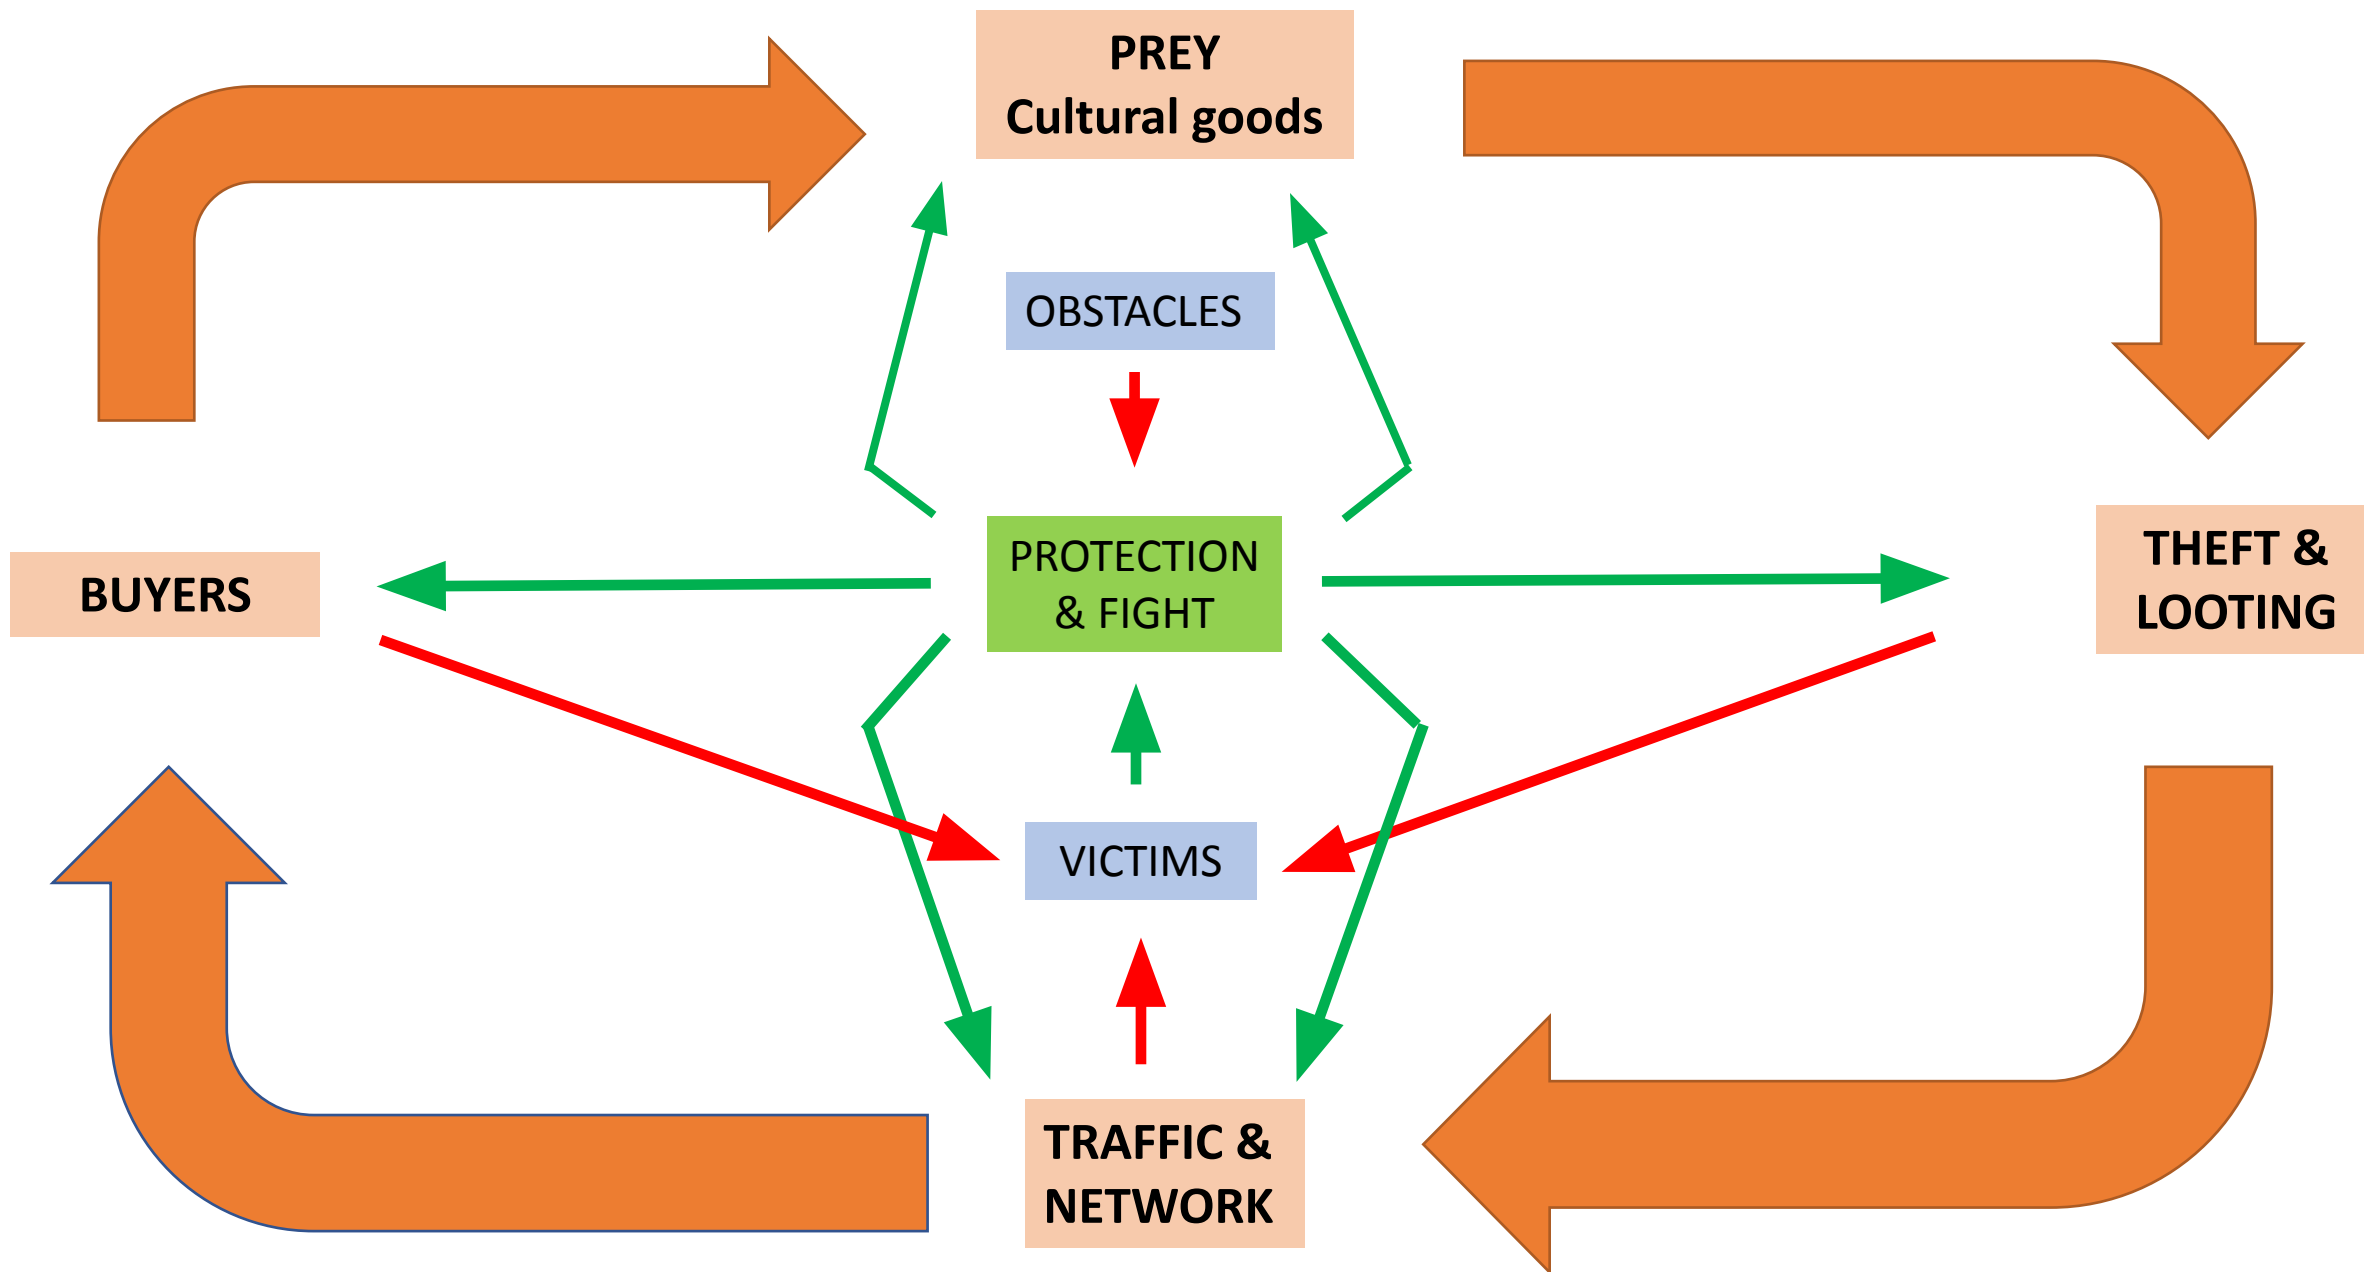 PREY
Cultural goods
OBSTACLES
PROTECTION
& FIGHT
BUYERS
THEFT &
LOOTING
VICTIMS
TRAFFIC &
NETWORK